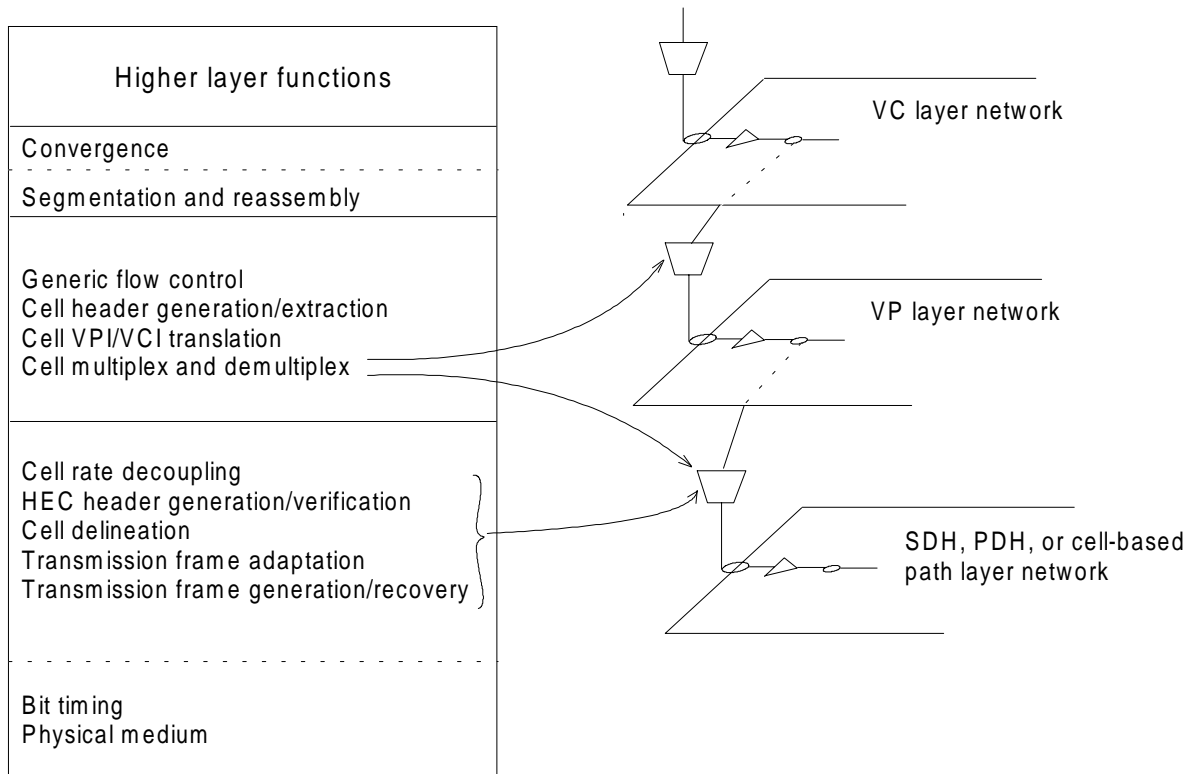 Higher layer functions
Convergence
Segmentation and reassembly
Generic flow control
Cell header generation/extraction
Cell VPI/VCI translation
Cell multiplex and demultiplex
Cell rate decoupling
HEC header generation/verification
Cell delineation
Transmission frame adaptation
Transmission frame generation/recovery
Bit timing
Physical medium
VC layer network
VP layer network
SDH, PDH, or cell-based
path layer network